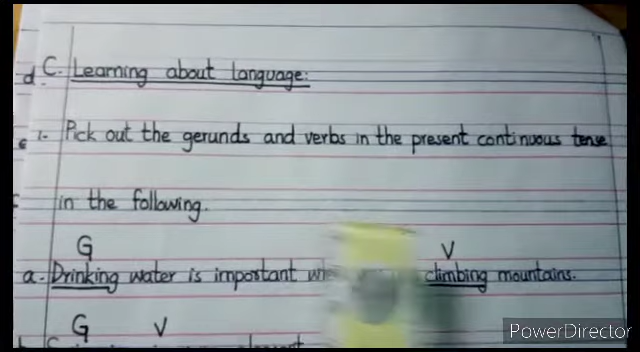 d C. Learning about language:
e 1. Pick out the gerunds and verbs in the present continuous tense
in the following.
G V
a. Drinking water is important climbing mountains.
G V
PowerDirector